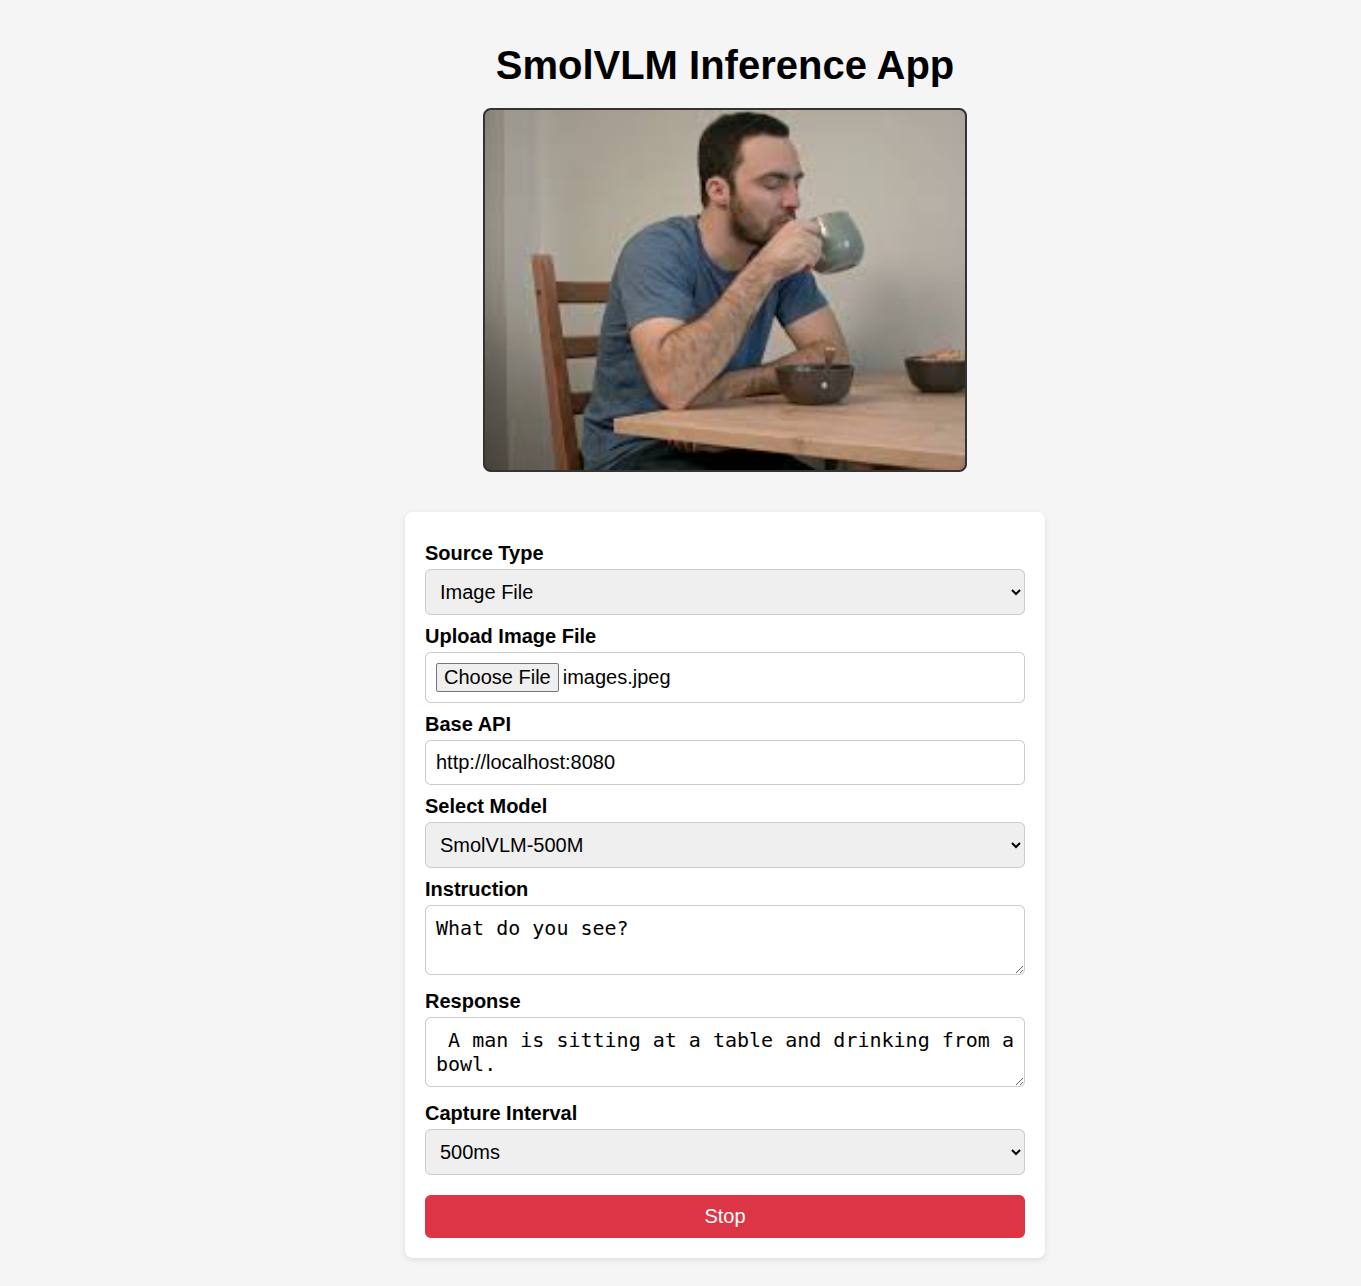 SmolVLM Inference App
Source Type
Image File
Upload Image File
Choose File images.jpeg
Base API
http://localhost:8080
Select Model
SmolVLM-500M
Instruction
What do you see?
Response
A man is sitting at a table and drinking from a
bowl.
Capture Interval
500ms
Stop